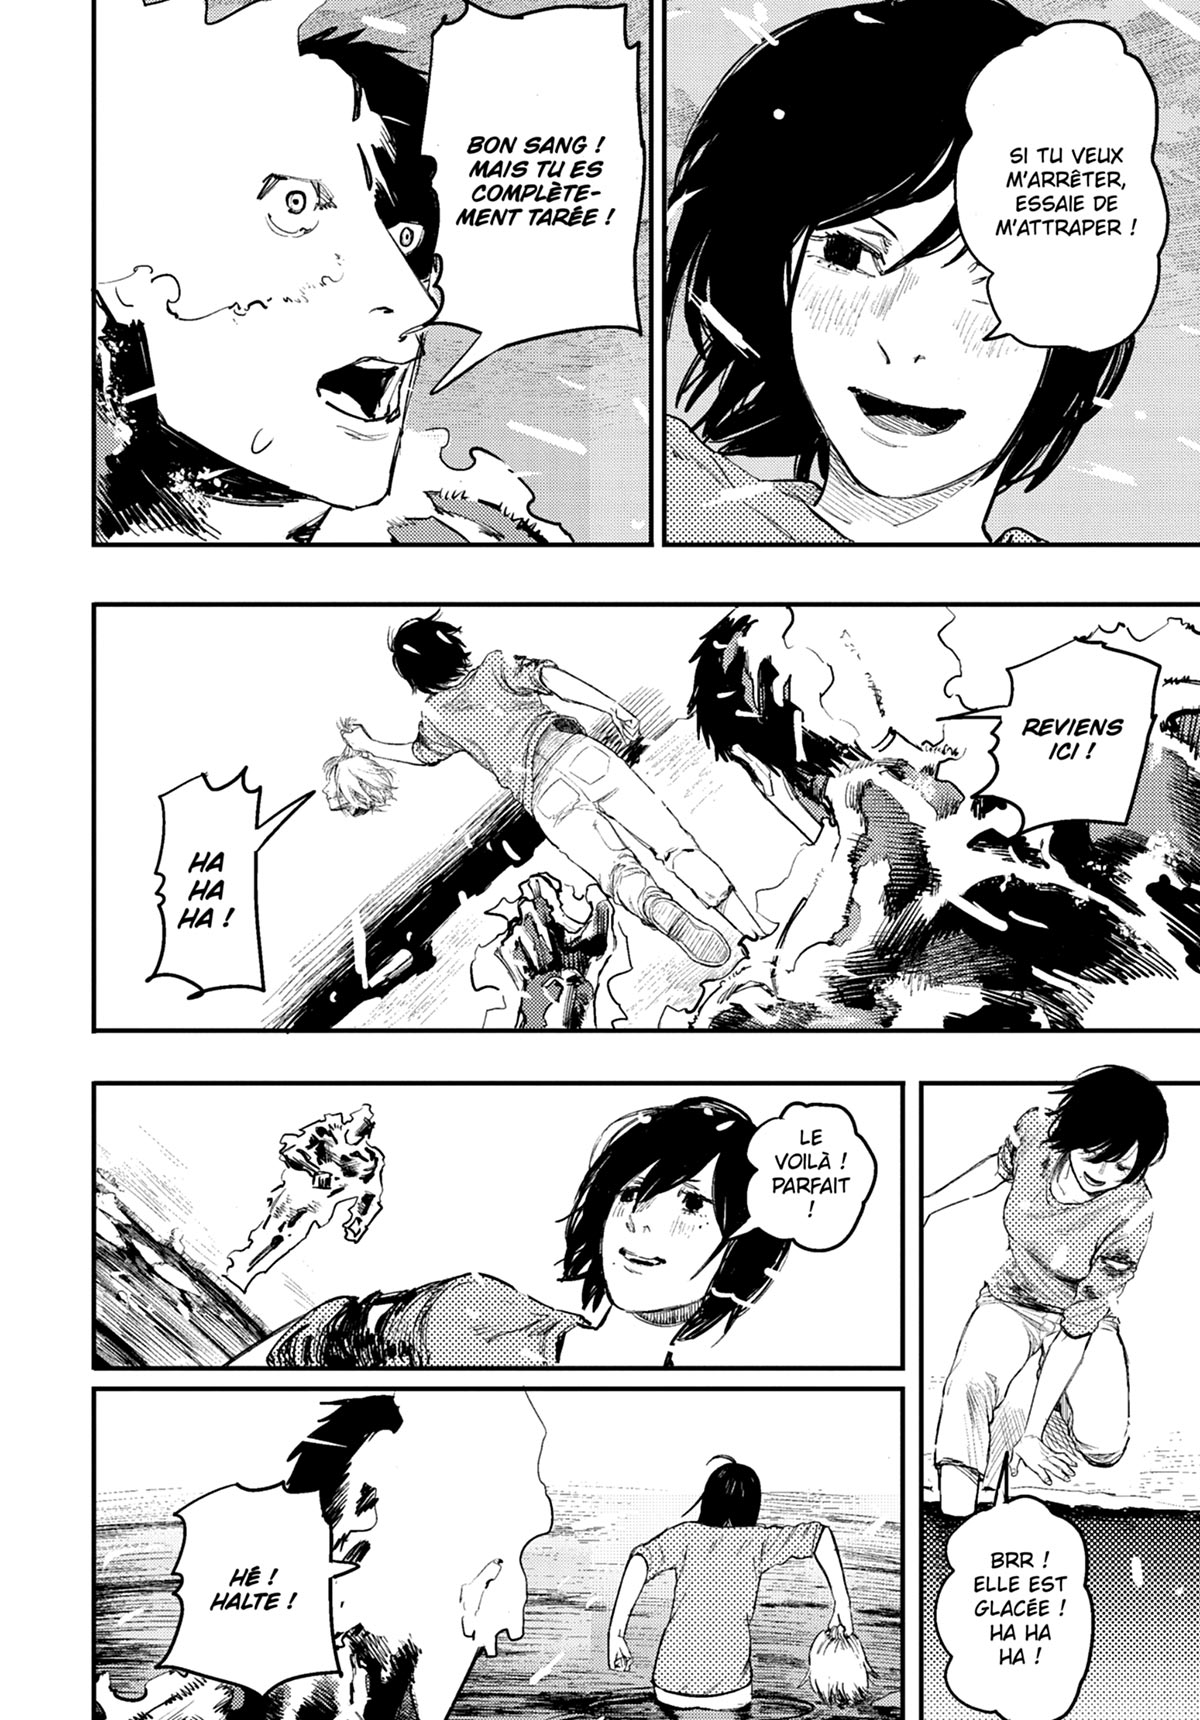 SI TU VEUX
M'ARRÊTER,
ESSAIE DE
M'ATTRAPER !
BON SANG !
MAIS TU ES
COMPLÈTE-
MENT TARÉE !
REVIENS
ICI !
HA
HA
HA !
BRR !
ELLE EST
GLACÉE !
HA HA
HA !
LE
VOILÀ !
PARFAIT
!
HÉ !
HALTE !